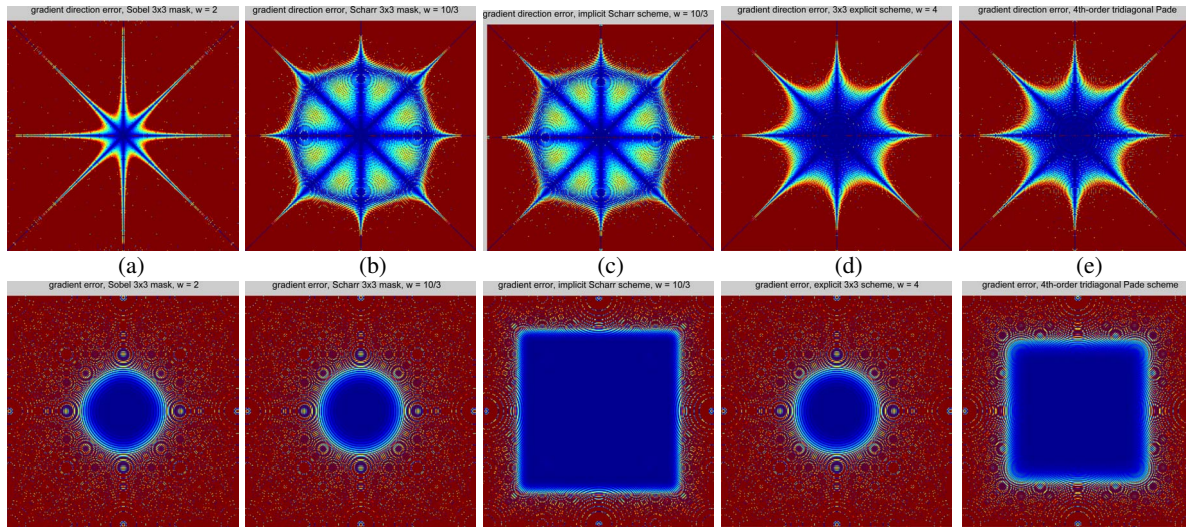 gradient direction error, Sobel 3x3 mask, w = 2
gradient direction error, Scharr 3x3 mask, w = 10/3
gradient direction error, implicit Scharr scheme, w = 10/3
gradient direction error, 3x3 explicit scheme, w = 4
gradient direction error, 4th-order tridiagonal Pade
(a)
(b)
(c)
(d)
(e)
gradient error, Sobel 3x3 mask, w = 2
gradient error, Scharr 3x3 mask, w = 10/3
gradient error, implicit Scharr scheme, w = 10/3
gradient error, explicit 3x3 scheme, w = 4
gradient error, 4th-order tridiagonal Pade scheme